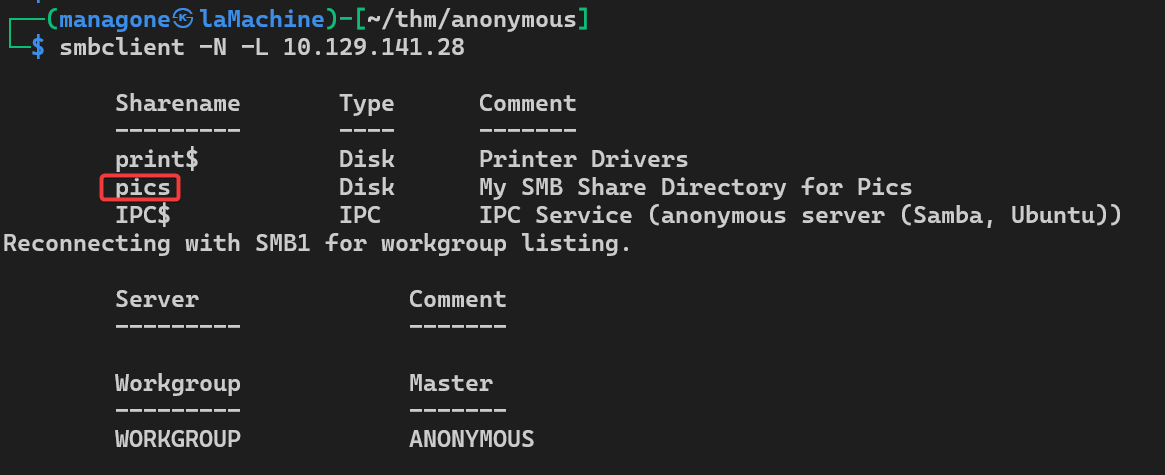 ┌──(managone㉿laMachine)-[~/thm/anonymous]
└─$ smbclient -N -L 10.129.141.28
Sharename Type Comment
--------- ---- -------
print$ Disk Printer Drivers
pics Disk My SMB Share Directory for Pics
IPC$ IPC IPC Service (anonymous server (Samba, Ubuntu))
Reconnecting with SMB1 for workgroup listing.
Server Comment
--------- -------
Workgroup Master
--------- -------
WORKGROUP ANONYMOUS